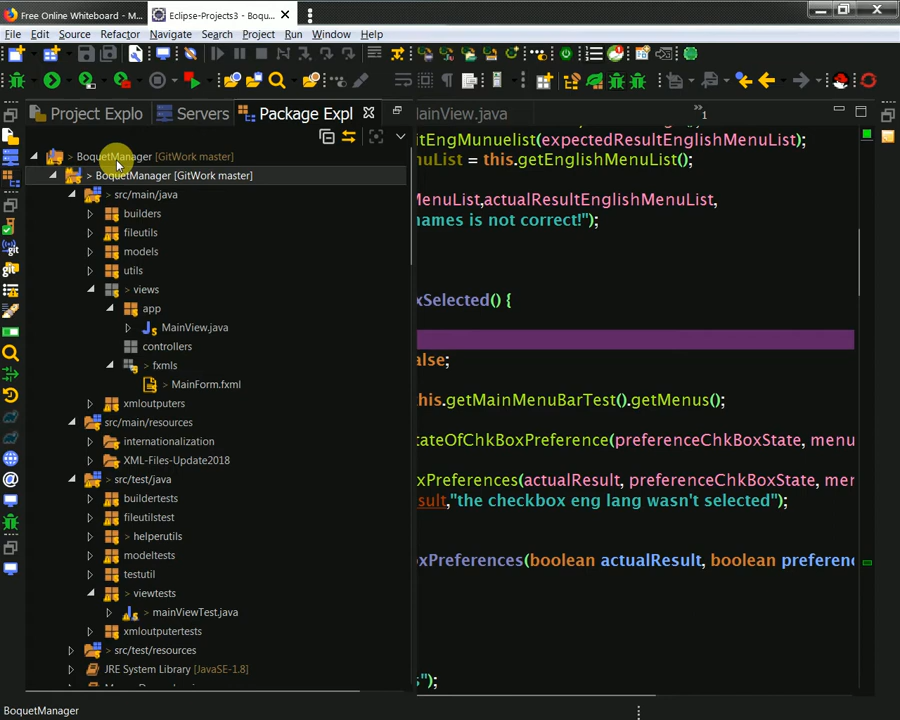 Free Online Whiteboard - M...
Eclipse-Projects3 - Boque...
File Edit Source Refactor Navigate Search Project Run Window Help
Project Explo Servers Package Expl ainView.java
1
> BoquetManager [GitWork master]
> BoquetManager [GitWork master]
> src/main/java
builders
fileutils
models
utils
> views
app
> MainView.java
controllers
> fxmls
> MainForm.fxml
xmloutputers
src/main/resources
internationalization
XML-Files-Update2018
> src/test/java
buildertests
fileutilstest
> helperutils
modeltests
testutil
> viewtests
> mainViewTest.java
xmloutputertests
> src/test/resources
JRE System Library [JavaSE-1.8]
BoquetManager
itEngMunuelist(expectedResultEnglishMenuList);
nuList = this.getEnglishMenuList();
MenuList,actualResultEnglishMenuList,
names is not correct!");
xSelected() {
alse;
this.getMainMenuBarTest().getMenus();
tateOfChkBoxPreference(preferenceChkBoxState, menu
xPreferences(actualResult, preferenceChkBoxState, mer
sult,"the checkbox eng lang wasn't selected");
xPreferences(boolean actualResult, boolean preferenc
s");